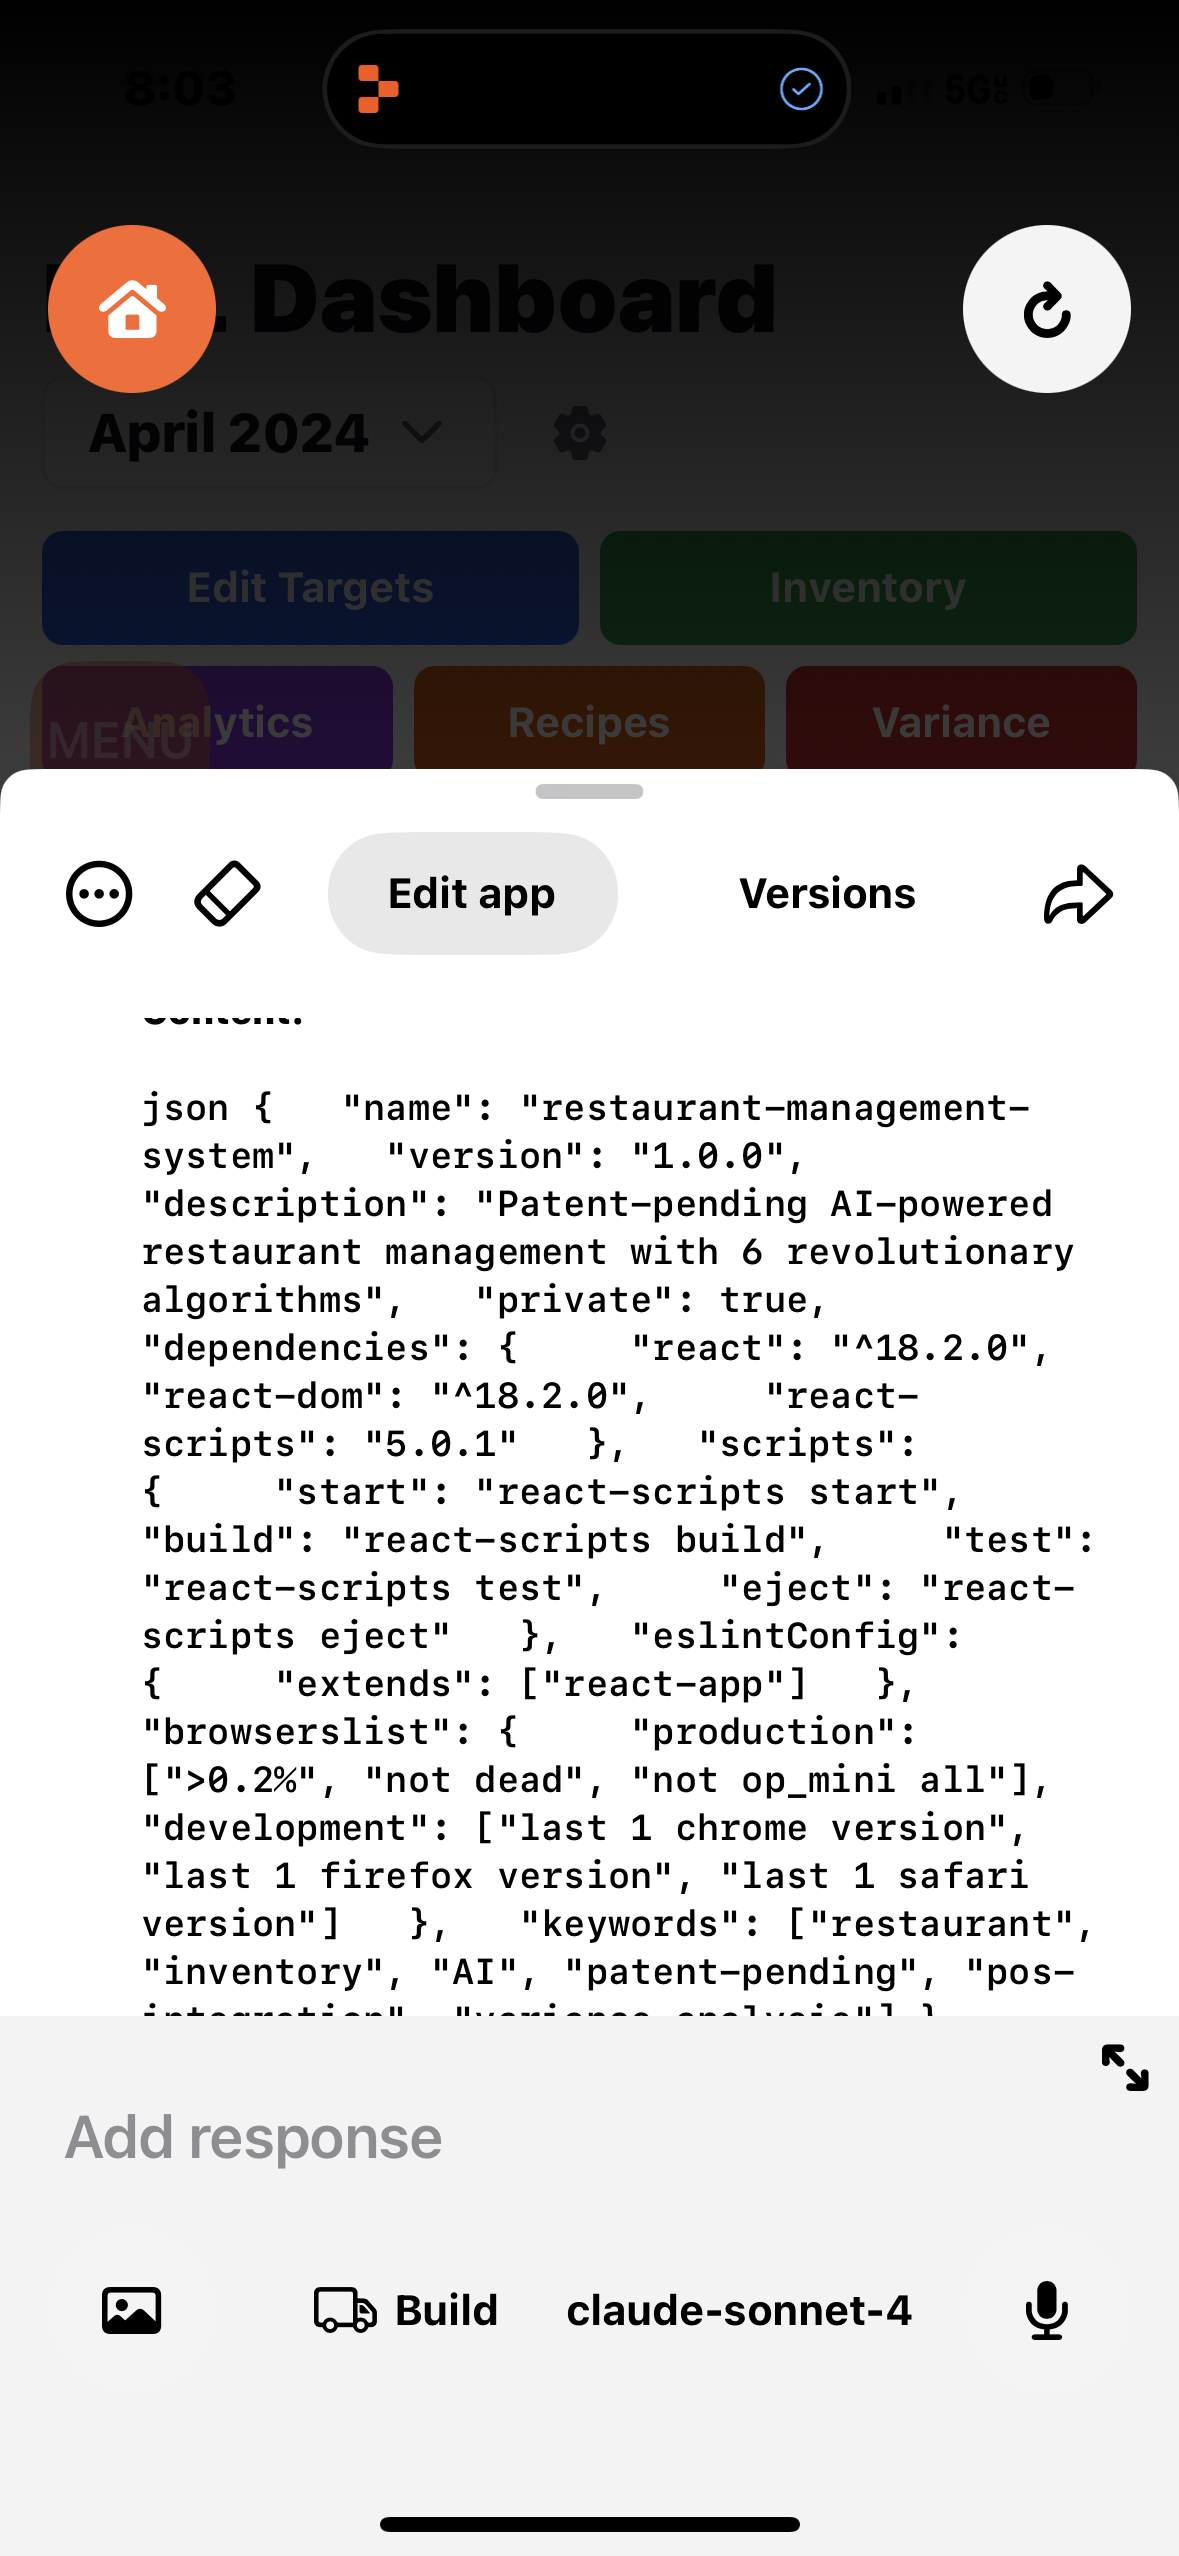 8:03
5G
Dashboard
April 2024
Edit Targets
Inventory
Analytics
Recipes
Variance
MENU
Edit app
Versions
Content:
json {   "name": "restaurant-management-
system",   "version": "1.0.0",
"description": "Patent-pending AI-powered
restaurant management with 6 revolutionary
algorithms",   "private": true,
"dependencies": {     "react": "^18.2.0",
"react-dom": "^18.2.0",     "react-
scripts": "5.0.1"   },   "scripts":
{     "start": "react-scripts start",
"build": "react-scripts build",     "test":
"react-scripts test",     "eject": "react-
scripts eject"   },   "eslintConfig":
{     "extends": ["react-app"]   },
"browserslist": {     "production":
[">0.2%", "not dead", "not op_mini all"],
"development": ["last 1 chrome version",
"last 1 firefox version", "last 1 safari
version"]   },   "keywords": ["restaurant",
"inventory", "AI", "patent-pending", "pos-
integration", "variance analysis"] }
Add response
Build
claude-sonnet-4